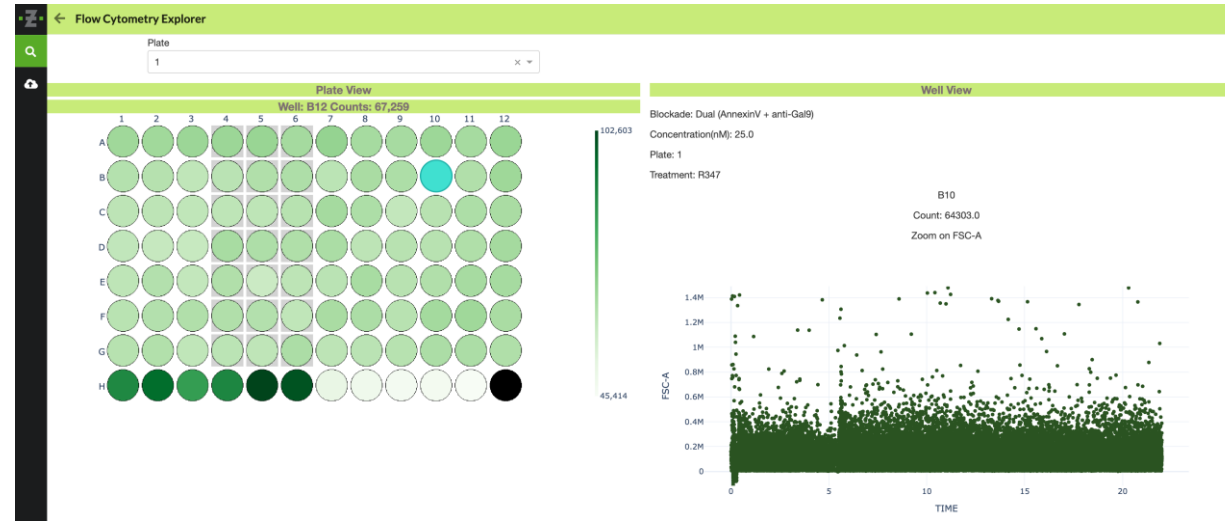 Z
Flow Cytometry Explorer
Plate
1
Plate View
Well: B12 Counts: 67,259
1 2 3 4 5 6 7 8 9 10 11 12
A
B
C
D
E
F
G
H
102,603
45,414
Well View
Blockade: Dual (AnnexinV + anti-Gal9)
Concentration(nM): 25.0
Plate: 1
Treatment: R347
B10
Count: 64303.0
Zoom on FSC-A
1.4M
1.2M
1M
0.8M
0.6M
0.4M
0.2M
0
FSC-A
0 5 10 15 20
TIME